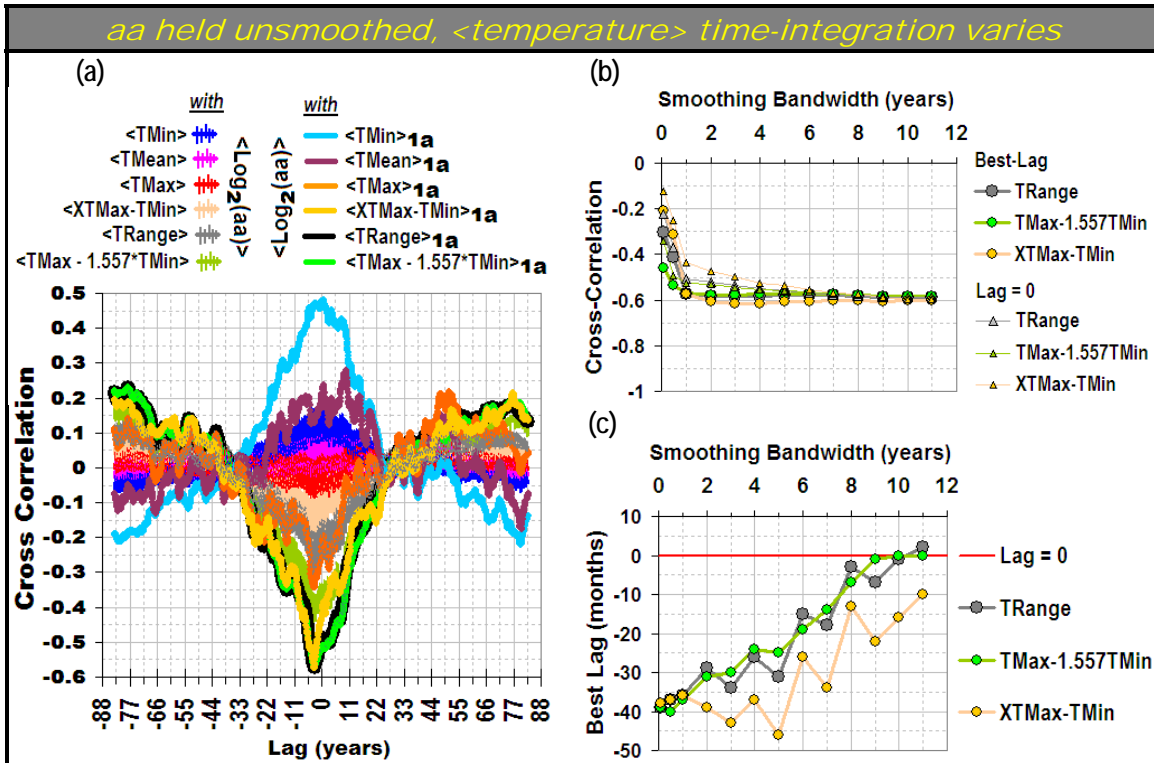 aa held unsmoothed, <temperature> time-integration varies
(a)
with
with
<TMin>
<TMean>
<TMax>
<XTMax-TMin>
<TRange>
<TMax - 1.557*TMin>
<Log2(aa)>
<Log2(aa)>
<TMin>1a
<TMean>1a
<TMax>1a
<XTMax-TMin>1a
<TRange>1a
<TMax - 1.557*TMin>1a
Cross Correlation
0.5
0.4
0.3
0.2
0.1
0
-0.1
-0.2
-0.3
-0.4
-0.5
-0.6
-88 -77 -66 -55 -44 -33 -22 -11 0 11 22 33 44 55 66 77 88
Lag (years)
(b)
Smoothing Bandwidth (years)
0 2 4 6 8 10 12
Cross-Correlation
0
-0.2
-0.4
-0.6
-0.8
-1
Best-Lag
TRange
TMax-1.557TMin
XTMax-TMin
Lag = 0
TRange
TMax-1.557TMin
XTMax-TMin
(c)
Smoothing Bandwidth (years)
0 2 4 6 8 10 12
Best Lag (months)
10
0
-10
-20
-30
-40
-50
Lag = 0
TRange
TMax-1.557TMin
XTMax-TMin